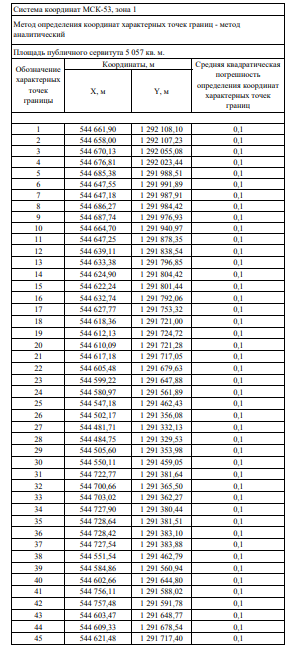 Система координат МСК-53, зона 1
Метод определения координат характерных точек границ - метод
аналитический
Площадь публичного сервитута 5 057 кв. м.
Обозначение характерных точек границы Координаты, м Средняя квадратическая погрешность определения координат характерных точек границ
X, м Y, м
1 544 661,90 1 292 108,10 0,1
2 544 658,00 1 292 107,23 0,1
3 544 670,13 1 292 055,08 0,1
4 544 676,81 1 292 023,44 0,1
5 544 685,38 1 291 988,51 0,1
6 544 647,55 1 291 991,89 0,1
7 544 647,18 1 291 987,91 0,1
8 544 686,27 1 291 984,42 0,1
9 544 687,74 1 291 976,93 0,1
10 544 664,70 1 291 940,97 0,1
11 544 647,25 1 291 878,35 0,1
12 544 639,11 1 291 838,54 0,1
13 544 633,38 1 291 796,85 0,1
14 544 624,90 1 291 804,42 0,1
15 544 622,24 1 291 801,44 0,1
16 544 632,74 1 291 792,06 0,1
17 544 627,77 1 291 753,32 0,1
18 544 618,36 1 291 721,00 0,1
19 544 612,13 1 291 724,72 0,1
20 544 610,09 1 291 721,28 0,1
21 544 617,18 1 291 717,05 0,1
22 544 605,48 1 291 679,63 0,1
23 544 599,22 1 291 647,88 0,1
24 544 580,97 1 291 561,89 0,1
25 544 547,18 1 291 462,43 0,1
26 544 502,17 1 291 356,08 0,1
27 544 481,71 1 291 332,13 0,1
28 544 484,75 1 291 329,53 0,1
29 544 505,60 1 291 353,98 0,1
30 544 550,11 1 291 459,05 0,1
31 544 722,77 1 291 381,64 0,1
32 544 700,66 1 291 365,50 0,1
33 544 703,02 1 291 362,27 0,1
34 544 727,90 1 291 380,44 0,1
35 544 728,64 1 291 381,51 0,1
36 544 728,42 1 291 383,10 0,1
37 544 727,54 1 291 383,88 0,1
38 544 551,54 1 291 462,79 0,1
39 544 584,86 1 291 560,94 0,1
40 544 602,66 1 291 644,80 0,1
41 544 756,11 1 291 588,02 0,1
42 544 757,48 1 291 591,78 0,1
43 544 603,47 1 291 648,77 0,1
44 544 609,33 1 291 678,54 0,1
45 544 621,48 1 291 717,40 0,1